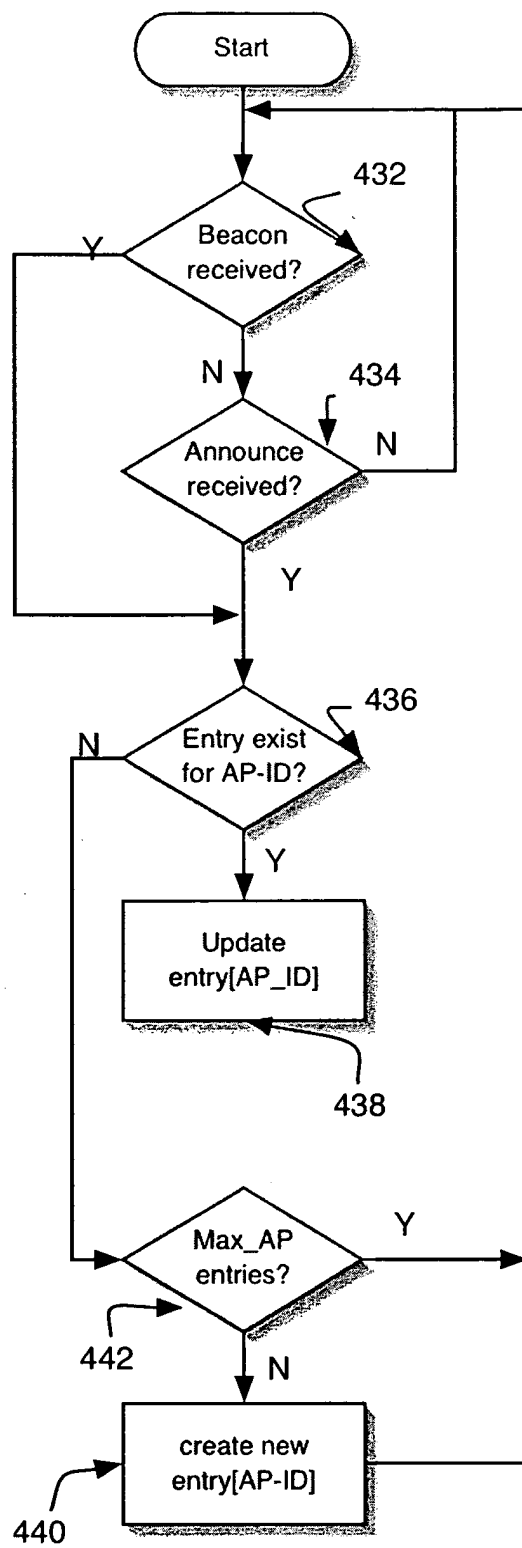 Start
432
Y
Beacon
received?
N
434
Announce
received?
N
Y
436
N
Entry exist
for AP-ID?
Y
Update
entry[AP_ID]
438
Max_AP
entries?
Y
442
N
create new
entry[AP-ID]
440